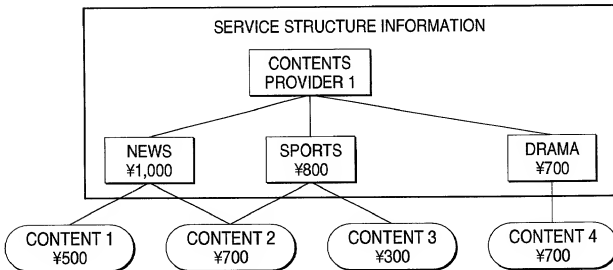 SERVICE STRUCTURE INFORMATION
CONTENTS
PROVIDER 1
NEWS
¥1,000
SPORTS
¥800
DRAMA
¥700
CONTENT 1
¥500
CONTENT 2
¥700
CONTENT 3
¥300
CONTENT 4
¥700